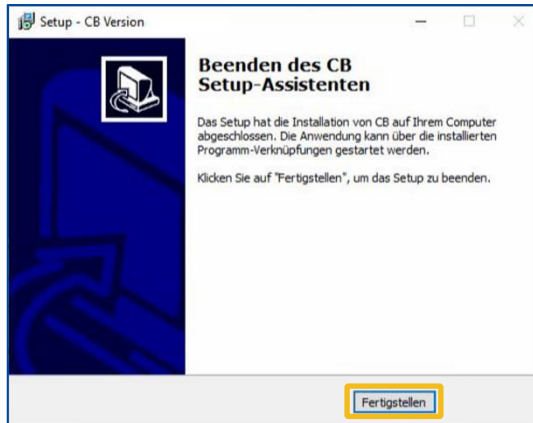 Setup - CB Version
Beenden des CB
Setup-Assistenten
Das Setup hat die Installation von CB auf Ihrem Computer
abgeschlossen. Die Anwendung kann über die installierten
Programm-Verknüpfungen gestartet werden.
Klicken Sie auf "Fertigstellen", um das Setup zu beenden.
Fertigstellen